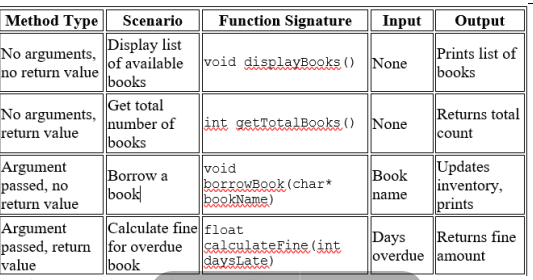 Method Type Scenario Function Signature Input Output
No arguments, no return value
Display list of available books
void displayBooks()
None
Prints list of books
No arguments, return value
Get total number of books
int getTotalBooks()
None
Returns total count
Argument passed, no return value
Borrow a book
void borrowBook(char* bookName)
Book name
Updates inventory, prints
Argument passed, return value
Calculate fine for overdue book
float calculateFine(int daysLate)
Days overdue
Returns fine amount